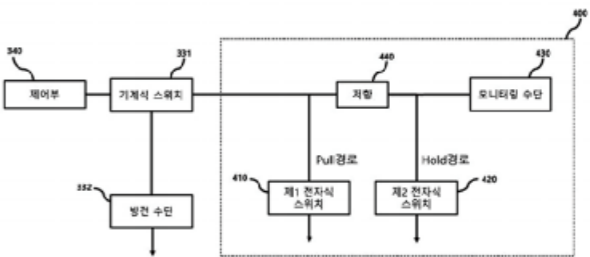 400
340
331
440
430
제어부
기계식 스위치
저항
모니터링 수단
Pull경로
Hold경로
410
420
332
제1 전자식
스위치
제2 전자식
스위치
방전 수단